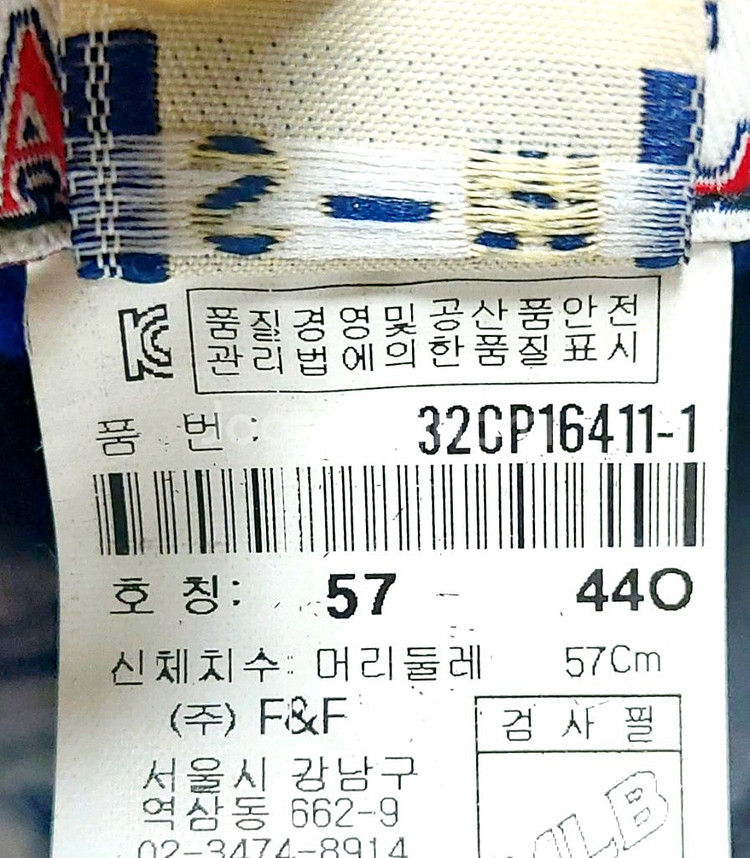 A
품질경영및공산품안전
관리법에의한품질표시
품 번 : 32CP16411-1
호 칭: 57 - 44O
신체치수: 머리둘레 57Cm
(주) F&F
검 사 필
서울시 강남구
역삼동 662-9
MLB
02-3474-8914